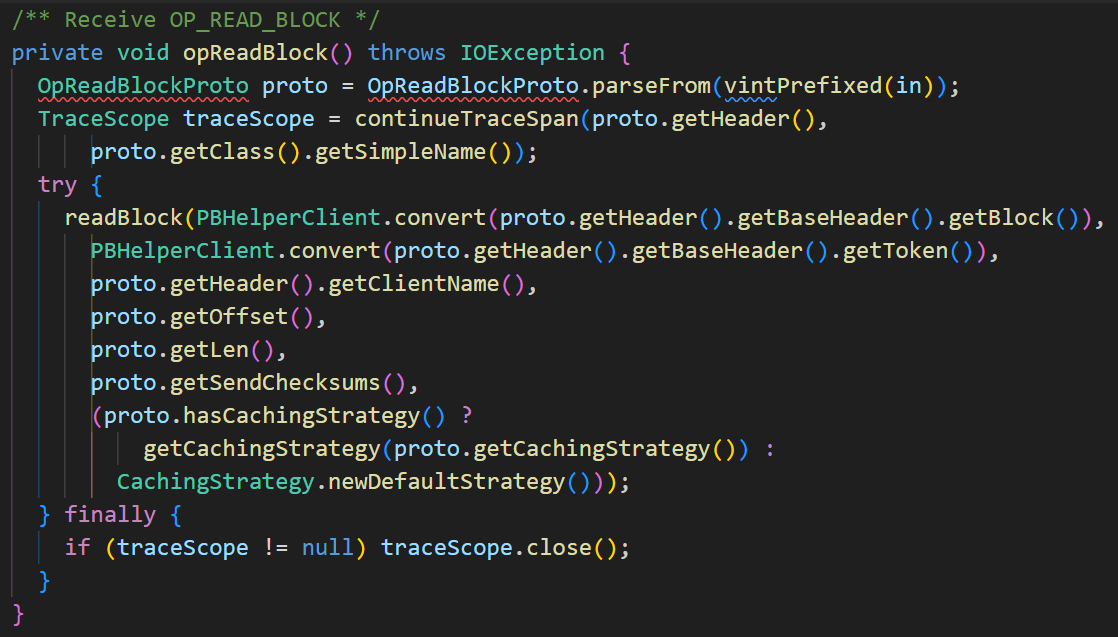 /** Receive OP_READ_BLOCK */
private void opReadBlock() throws IOException {
  OpReadBlockProto proto = OpReadBlockProto.parseFrom(vintPrefixed(in));
  TraceScope traceScope = continueTraceSpan(proto.getHeader(),
      proto.getClass().getSimpleName());
  try {
    readBlock(PBHelperClient.convert(proto.getHeader().getBaseHeader().getBlock()),
      PBHelperClient.convert(proto.getHeader().getBaseHeader().getToken()),
      proto.getHeader().getClientName(),
      proto.getOffset(),
      proto.getLen(),
      proto.getSendChecksums(),
      (proto.hasCachingStrategy() ?
          getCachingStrategy(proto.getCachingStrategy()) :
        CachingStrategy.newDefaultStrategy()));
  } finally {
    if (traceScope != null) traceScope.close();
  }
}